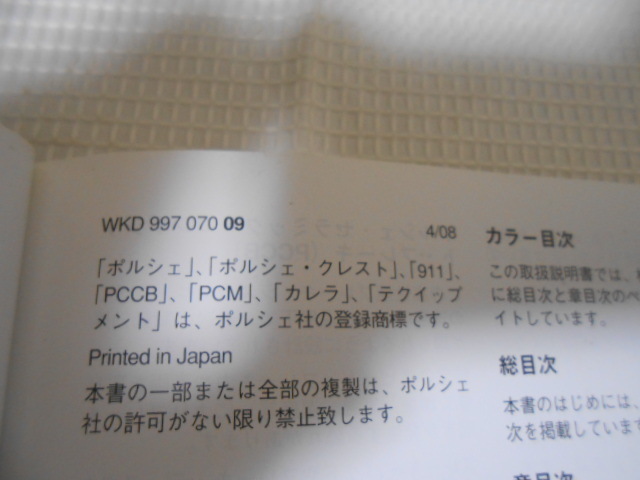 WKD 997 070 09
4/08
「ポルシェ」、「ポルシェ・クレスト」、「911」、
「PCCB」、「PCM」、「カレラ」、「テクイップ
メント」は、ポルシェ社の登録商標です。
Printed in Japan
本書の一部または全部の複製は、ポルシェ
社の許可がない限り禁止致します。
カラー目次
この取扱説明書では、
に総目次と章目次のペ
イトしています。
総目次
本書のはじめには、
次を掲載していま
章目次